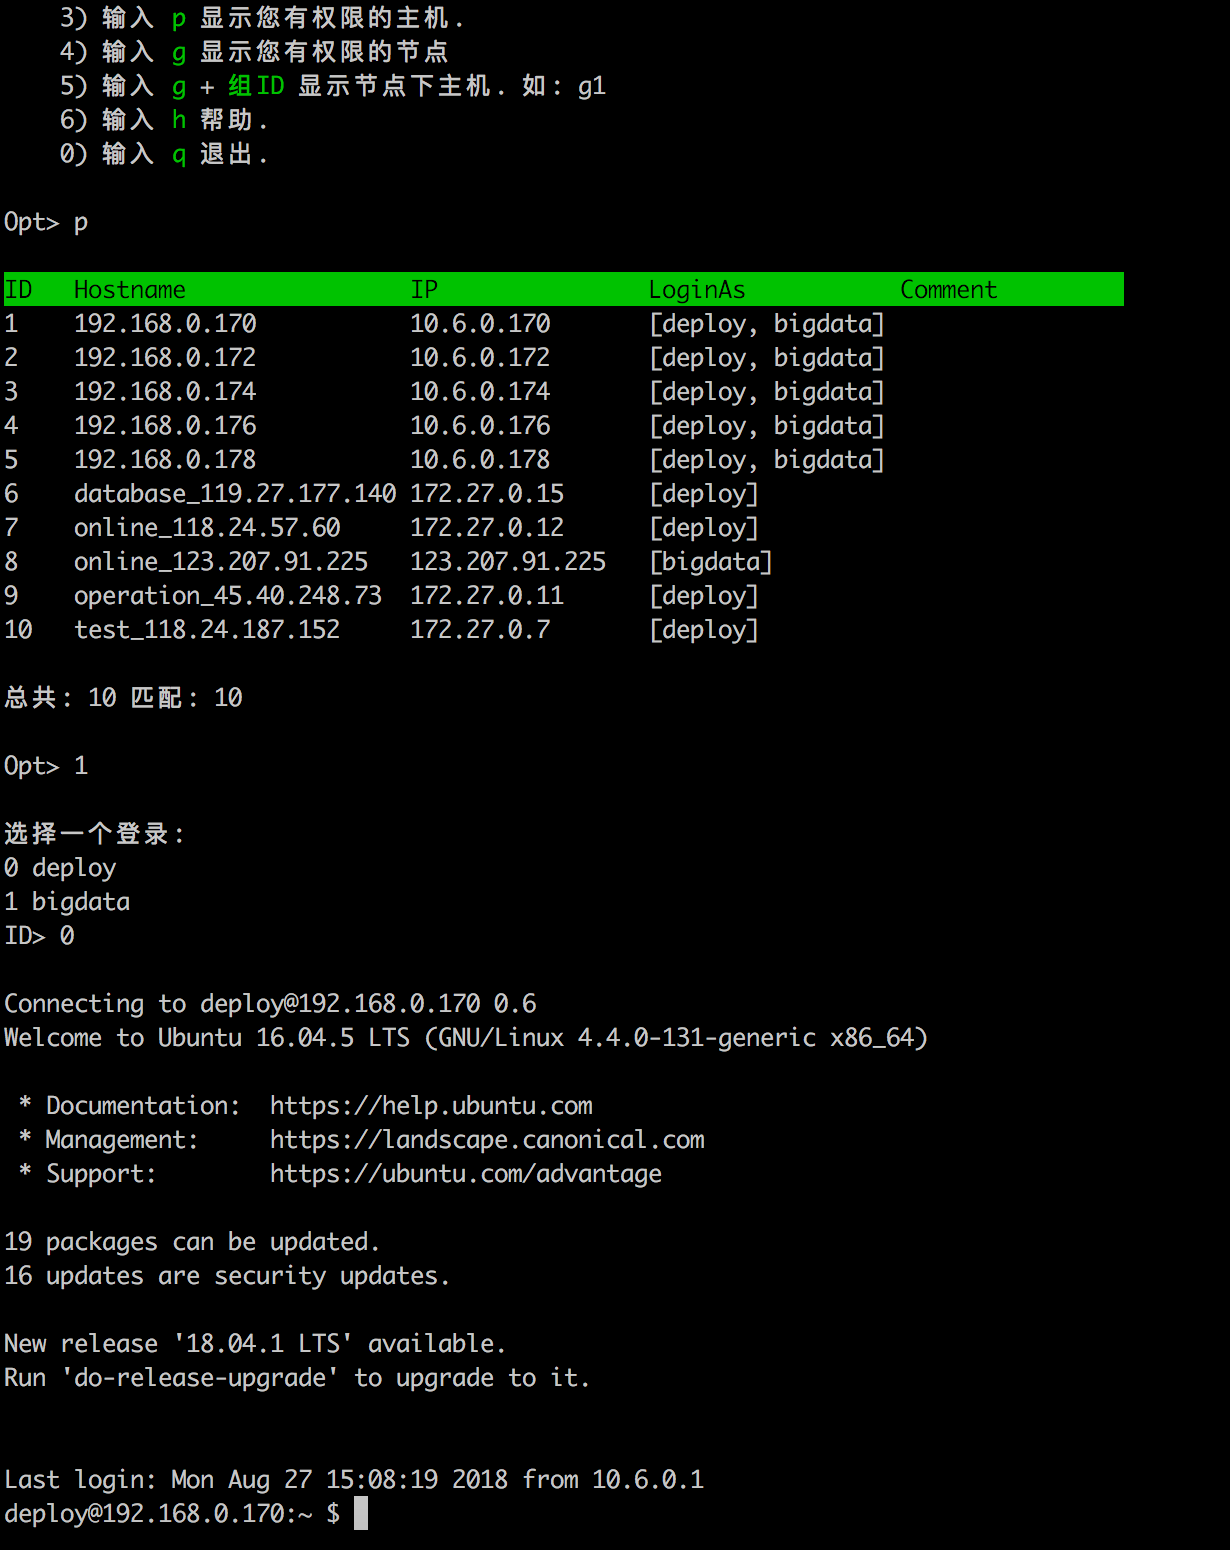 3) 输入 p 显示您有权限的主机.
4) 输入 g 显示您有权限的节点
5) 输入 g + 组ID 显示节点下主机. 如: g1
6) 输入 h 帮助.
0) 输入 q 退出.
Opt> p
ID Hostname IP LoginAs Comment
1 192.168.0.170 10.6.0.170 [deploy, bigdata]
2 192.168.0.172 10.6.0.172 [deploy, bigdata]
3 192.168.0.174 10.6.0.174 [deploy, bigdata]
4 192.168.0.176 10.6.0.176 [deploy, bigdata]
5 192.168.0.178 10.6.0.178 [deploy, bigdata]
6 database_119.27.177.140 172.27.0.15 [deploy]
7 online_118.24.57.60 172.27.0.12 [deploy]
8 online_123.207.91.225 123.207.91.225 [bigdata]
9 operation_45.40.248.73 172.27.0.11 [deploy]
10 test_118.24.187.152 172.27.0.7 [deploy]
总共: 10 匹配: 10
Opt> 1
选择一个登录:
0 deploy
1 bigdata
ID> 0
Connecting to deploy@192.168.0.170 0.6
Welcome to Ubuntu 16.04.5 LTS (GNU/Linux 4.4.0-131-generic x86_64)
* Documentation: https://help.ubuntu.com
* Management: https://landscape.canonical.com
* Support: https://ubuntu.com/advantage
19 packages can be updated.
16 updates are security updates.
New release '18.04.1 LTS' available.
Run 'do-release-upgrade' to upgrade to it.
Last login: Mon Aug 27 15:08:19 2018 from 10.6.0.1
deploy@192.168.0.170:~ $